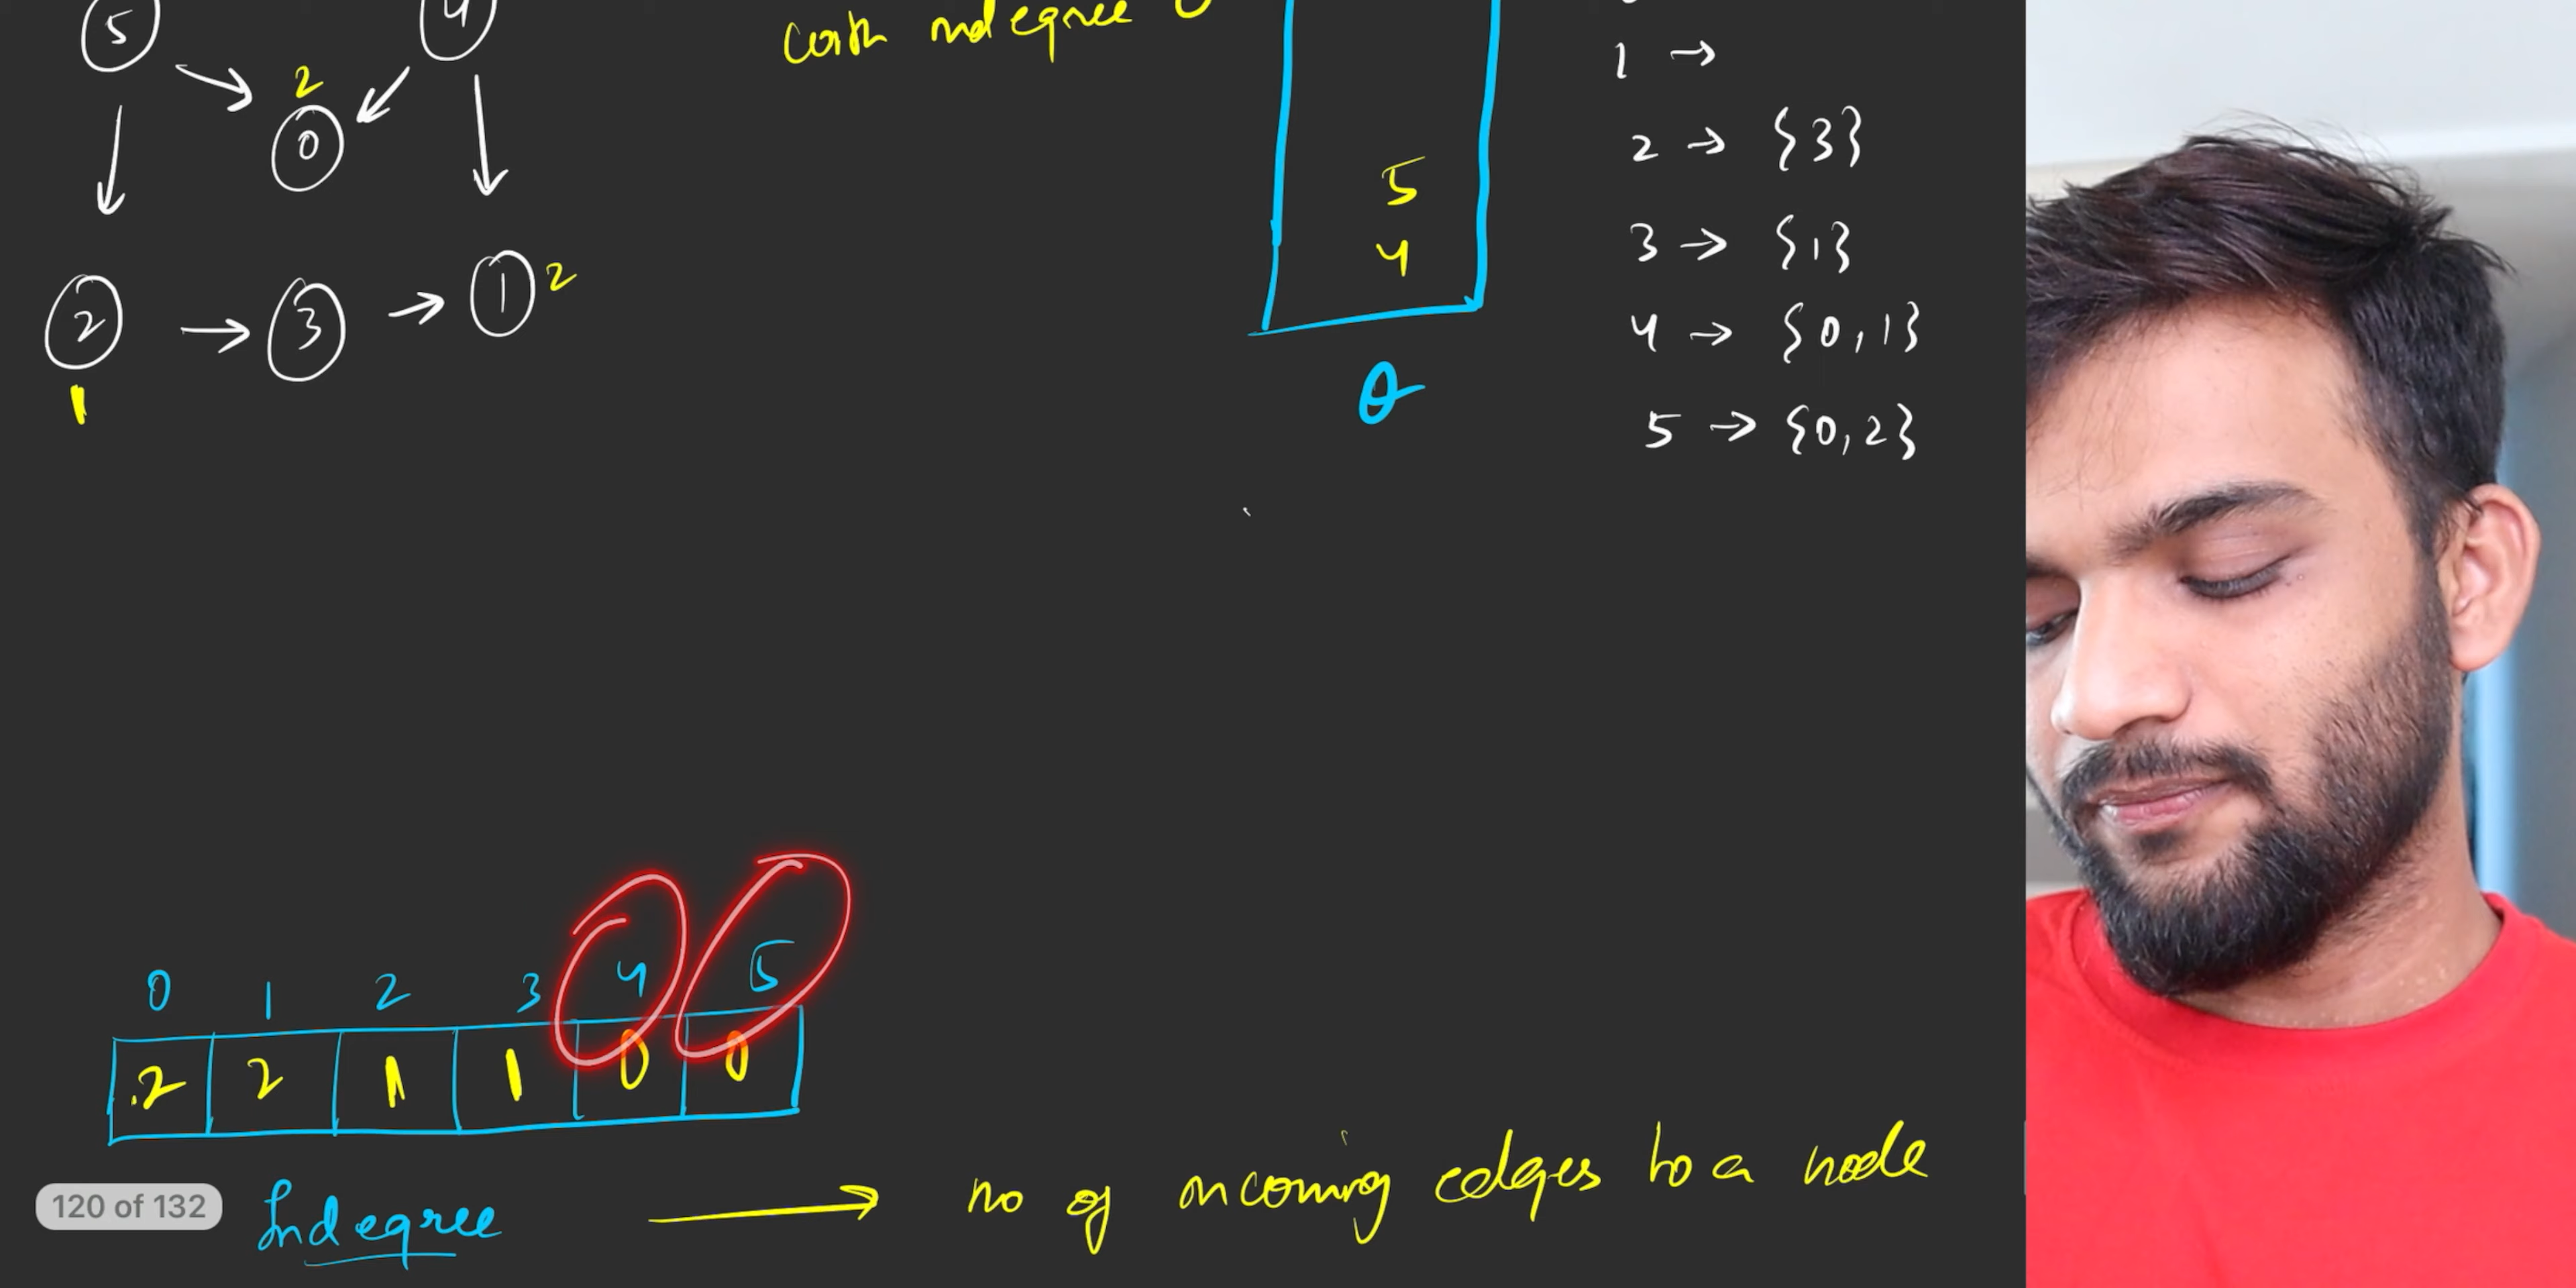 5 4
with indegree 0
2
0
1 →
2 → {3}
5
3 → {1}
4
2 → 3 → 1 2
4 → {0,1}
1
Q
5 → {0,2}
0 1 2 3 4 5
2 2 1 1 0 0
120 of 132
Indegree → no of incoming edges to a node